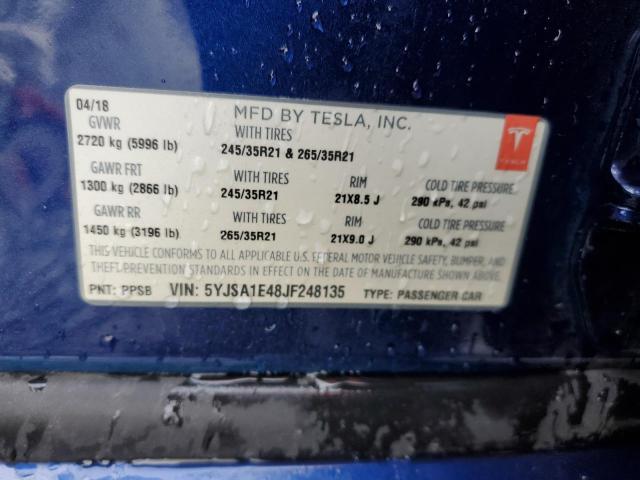 04/18 MFD BY TESLA, INC.
GVWR WITH TIRES
2720 kg (5996 lb) 245/35R21 & 265/35R21
TESLA
GAWR FRT WITH TIRES RIM COLD TIRE PRESSURE
1300 kg (2866 lb) 245/35R21 21X8.5 J 290 kPs, 42 psi
GAWR RR WITH TIRES RIM COLD TIRE PRESSURE
1450 kg (3196 lb) 265/35R21 21X9.0 J 290 kPs, 42 psi
THIS VEHICLE CONFORMS TO ALL APPLICABLE U.S. FEDERAL MOTOR VEHICLE SAFETY, BUMPER, AND
THEFT-PREVENTION STANDARDS IN EFFECT ON THE DATE OF MANUFACTURE SHOWN ABOVE.
PNT: PPSB VIN: 5YJSA1E48JF248135 TYPE: PASSENGER CAR